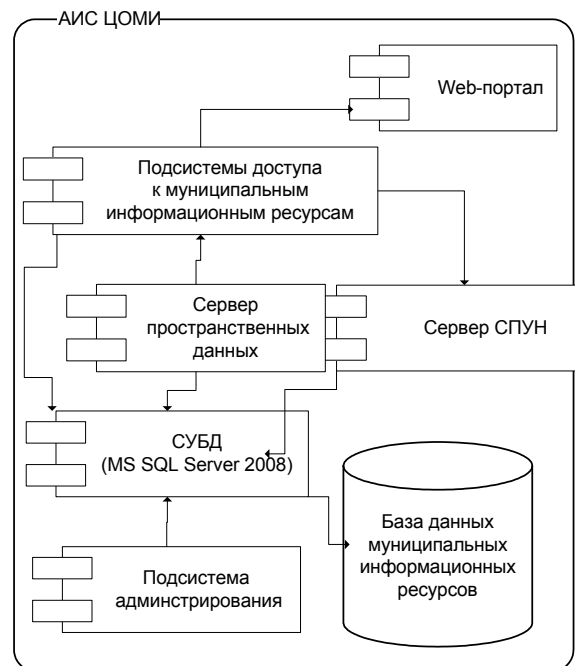 АИС ЦОМИ
Web-портал
Подсистемы доступа
к муниципальным
информационным ресурсам
Сервер
пространственных
данных
Сервер СПУН
СУБД
(MS SQL Server 2008)
База данных
муниципальных
информационных
ресурсов
Подсистема
админстрирования